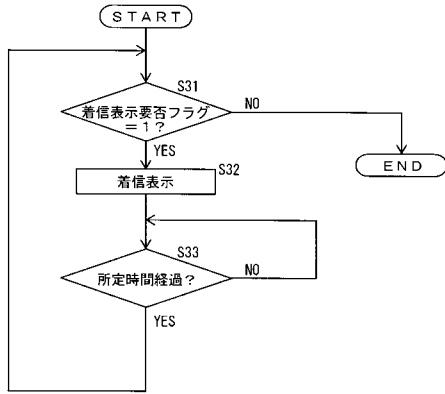 START
S31
着信表示要否フラグ
＝１？
NO
YES
END
S32
着信表示
S33
所定時間経過？
NO
YES